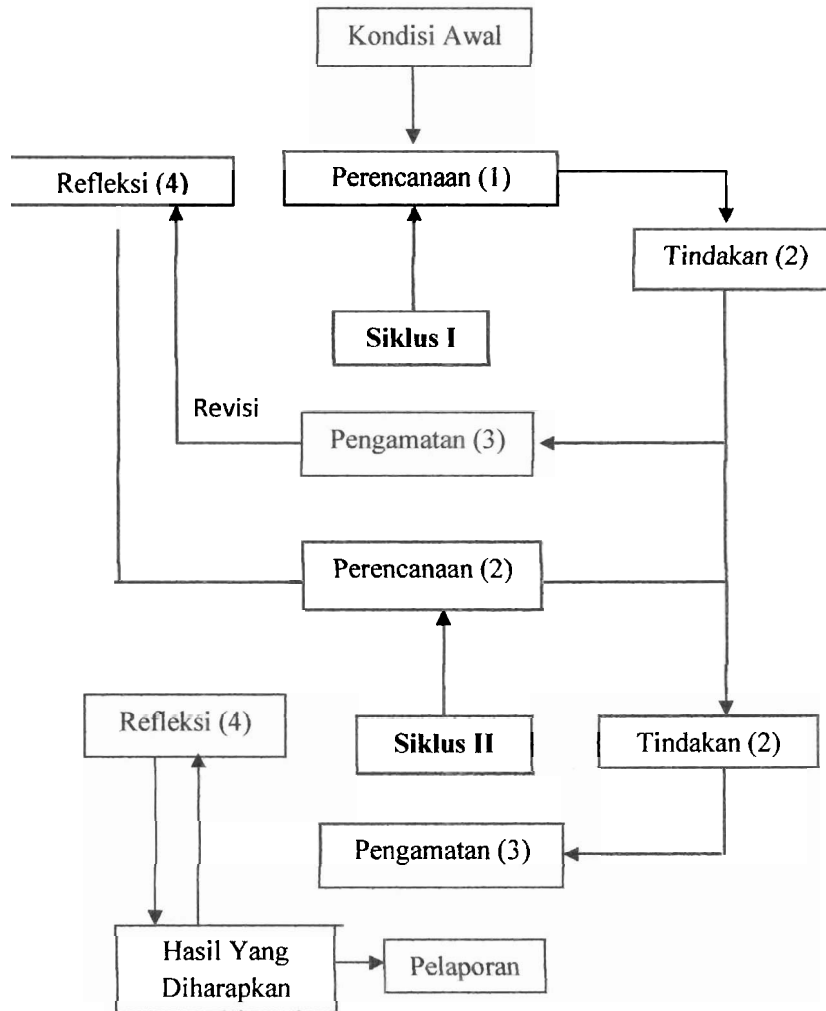 Kondisi Awal
Refleksi (4)
Perencanaan (1)
Tindakan (2)
Siklus I
Revisi
Pengamatan (3)
Perencanaan (2)
Refleksi (4)
Siklus II
Tindakan (2)
Pengamatan (3)
Hasil Yang
Diharapkan
Pelaporan